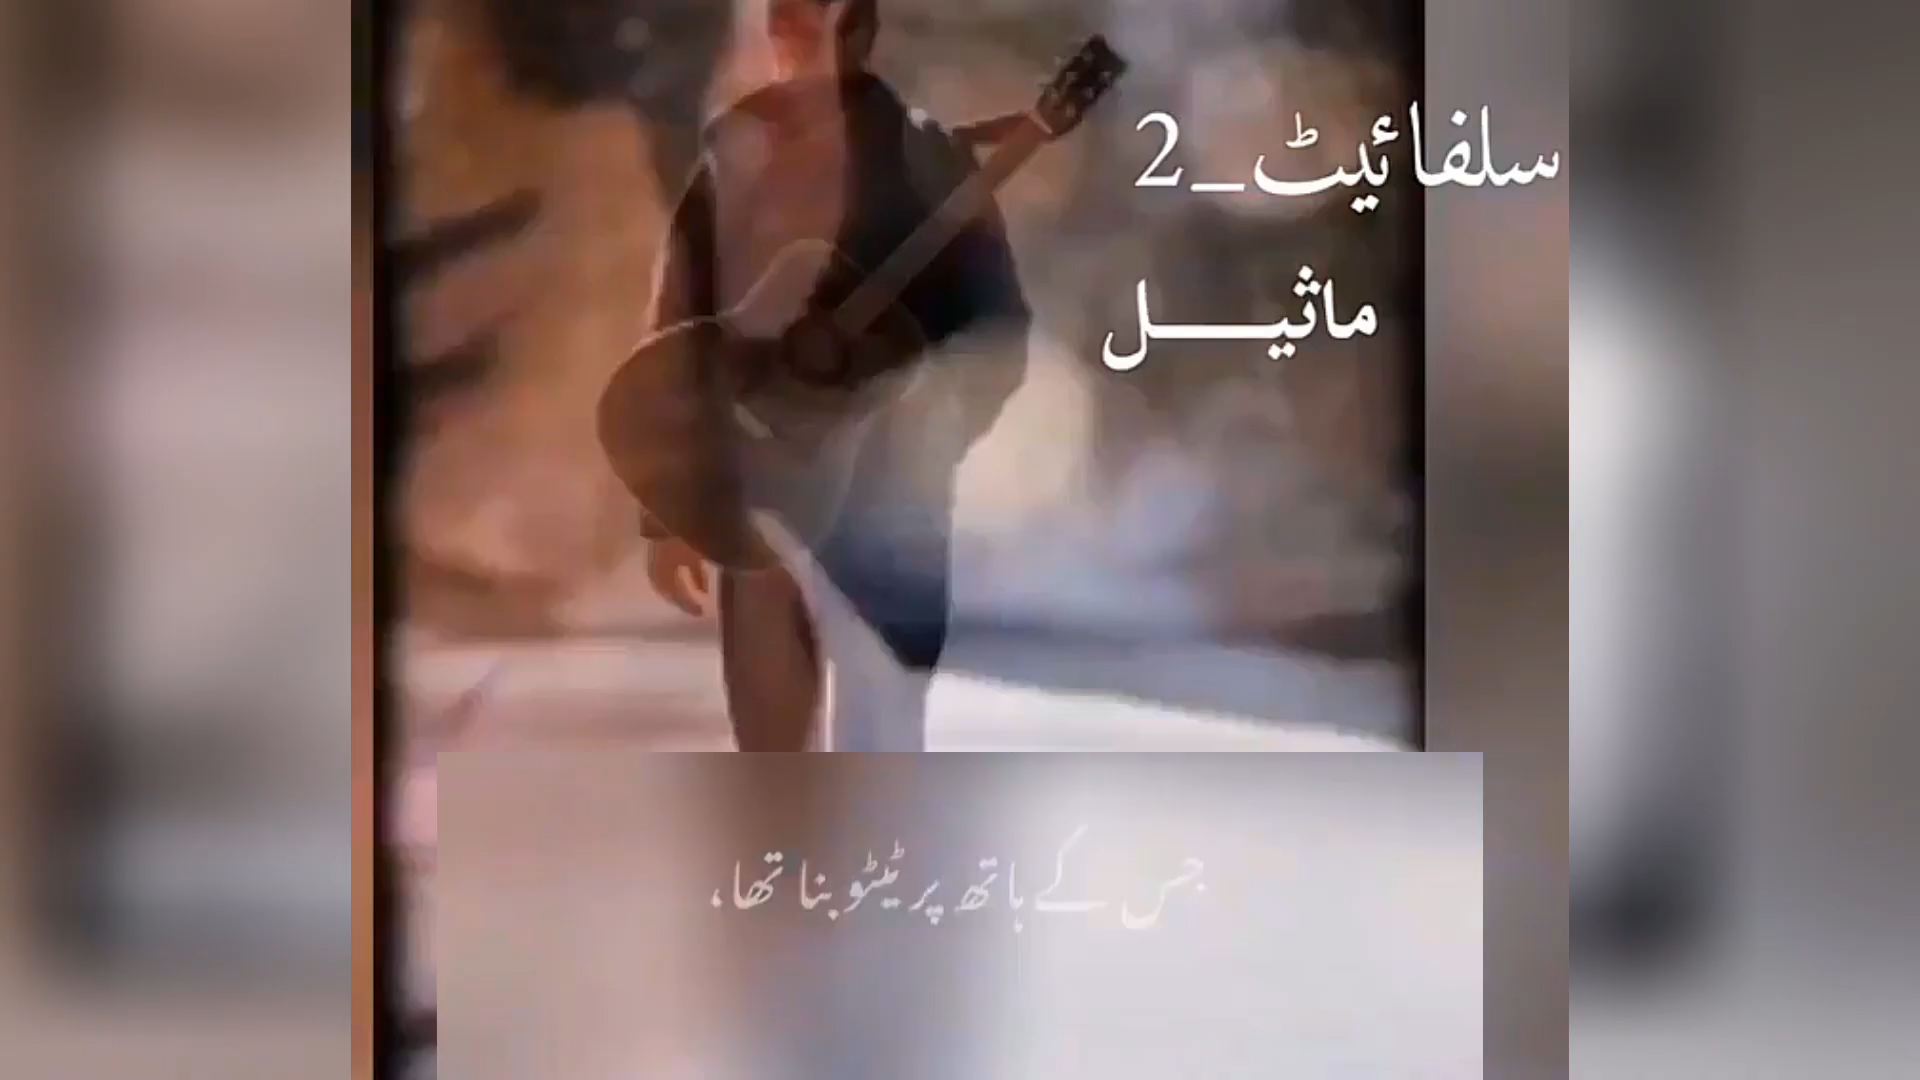 سلفائیٹ_2
ماثیل
جس کے ہاتھ پر ٹیٹو بنا تھا،